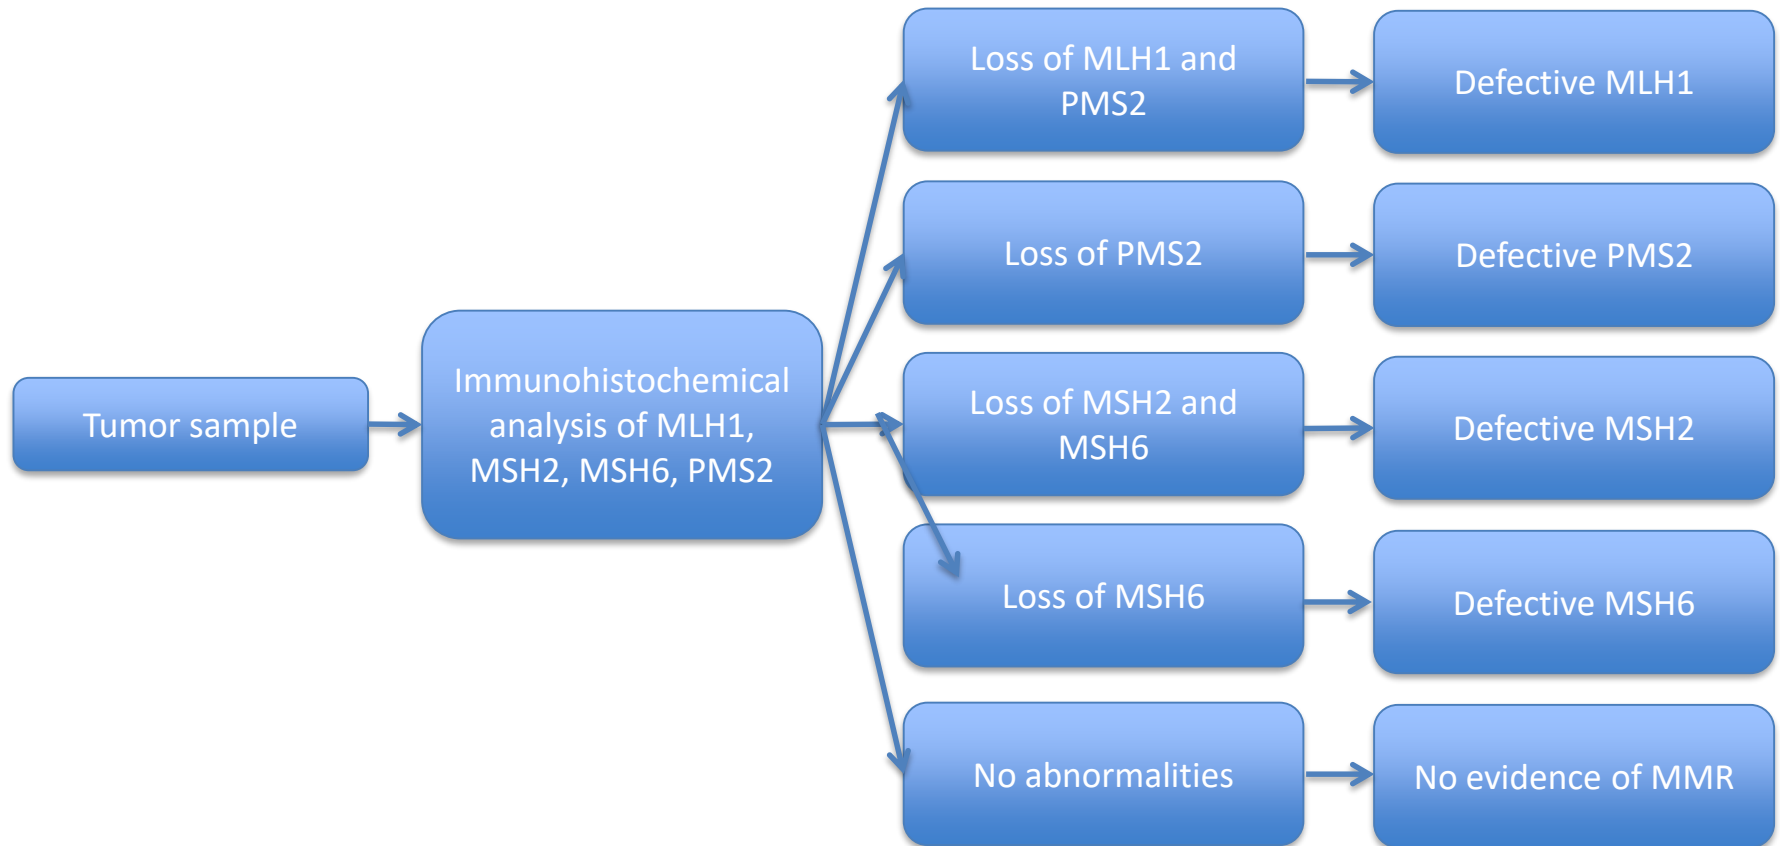 Tumor sample
Immunohistochemical
analysis of MLH1,
MSH2, MSH6, PMS2
Loss of MLH1 and
PMS2
Defective MLH1
Loss of PMS2
Defective PMS2
Loss of MSH2 and
MSH6
Defective MSH2
Loss of MSH6
Defective MSH6
No abnormalities
No evidence of MMR